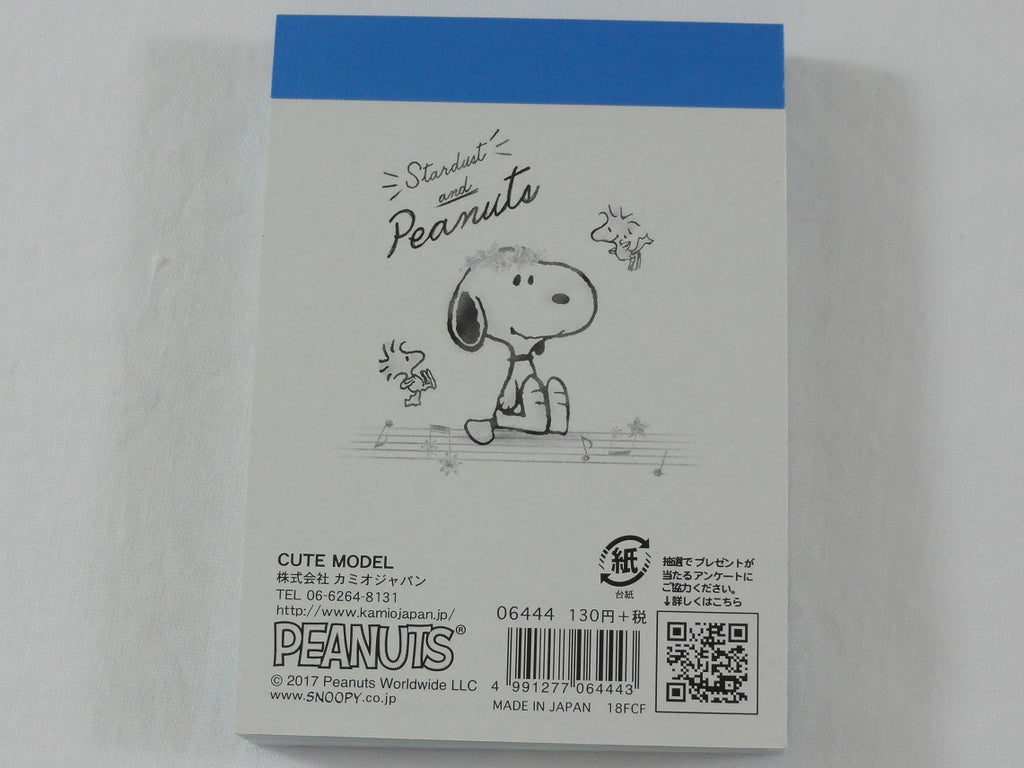 Stardust
and
Peanuts
CUTE MODEL
株式会社 カミオジャパン
TEL 06-6264-8131
http://www.kamiojapan.jp/
PEANUTS®
© 2017 Peanuts Worldwide LLC
www.SNOOPY.co.jp
紙
台紙
抽選でプレゼントが
当たるアンケートに
ご協力ください。
↓詳しくはこちら
06444 130円+税
4 991277 064443
MADE IN JAPAN 18FCF